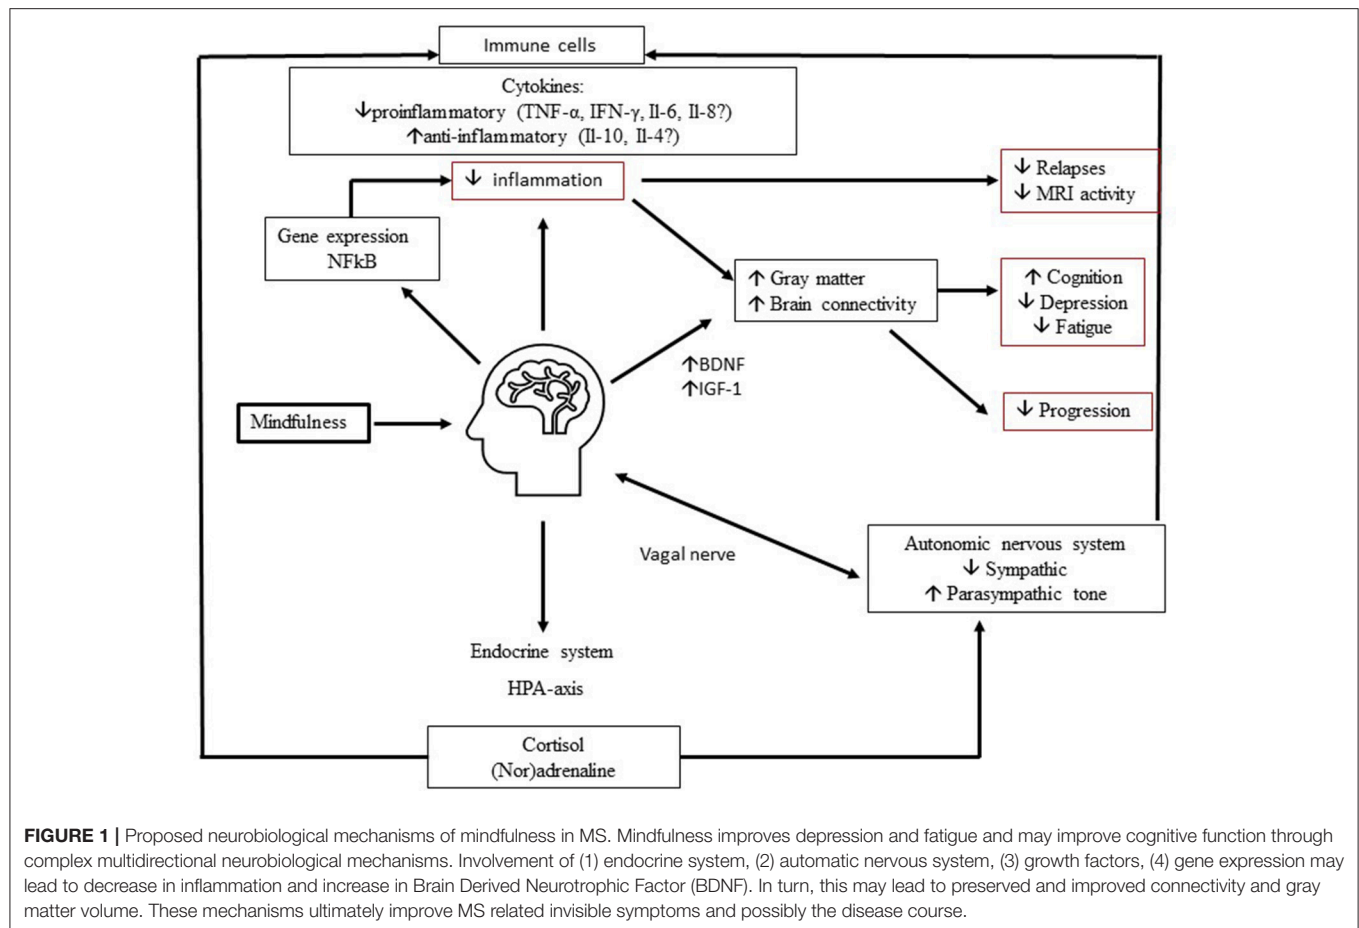 Immune cells
Cytokines:
↓proinflammatory (TNF-α, IFN-γ, Il-6, Il-8?)
↑anti-inflammatory (Il-10, Il-4?)
↓ inflammation
↓ Relapses
↓ MRI activity
Gene expression
NFkB
↑ Gray matter
↑ Brain connectivity
↑ Cognition
↓ Depression
↓ Fatigue
↑BDNF
↑IGF-1
↓ Progression
Mindfulness
Vagal nerve
Autonomic nervous system
↓ Sympathic
↑ Parasympathic tone
Endocrine system
HPA-axis
Cortisol
(Nor)adrenaline
FIGURE 1 | Proposed neurobiological mechanisms of mindfulness in MS. Mindfulness improves depression and fatigue and may improve cognitive function through
complex multidirectional neurobiological mechanisms. Involvement of (1) endocrine system, (2) automatic nervous system, (3) growth factors, (4) gene expression may
lead to decrease in inflammation and increase in Brain Derived Neurotrophic Factor (BDNF). In turn, this may lead to preserved and improved connectivity and gray
matter volume. These mechanisms ultimately improve MS related invisible symptoms and possibly the disease course.